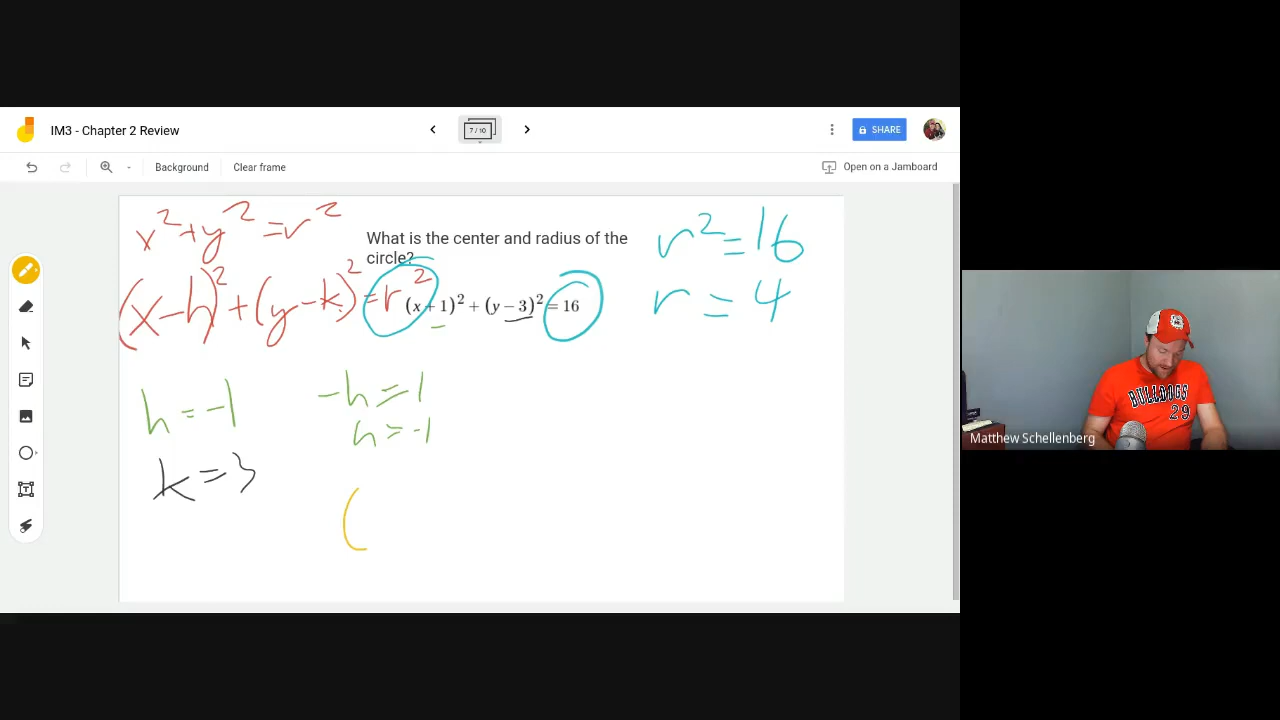 IM3 - Chapter 2 Review
7 / 10
SHARE
Background
Clear frame
Open on a Jamboard
x² + y² = r²
What is the center and radius of the
circle?
r² = 16
(x - h)² + (y - k)² = r²
(x + 1)² + (y − 3)² = 16
r = 4
h = -1
-h = 1
h = -1
k = 3
(
BULLDOGS
29
Matthew Schellenberg